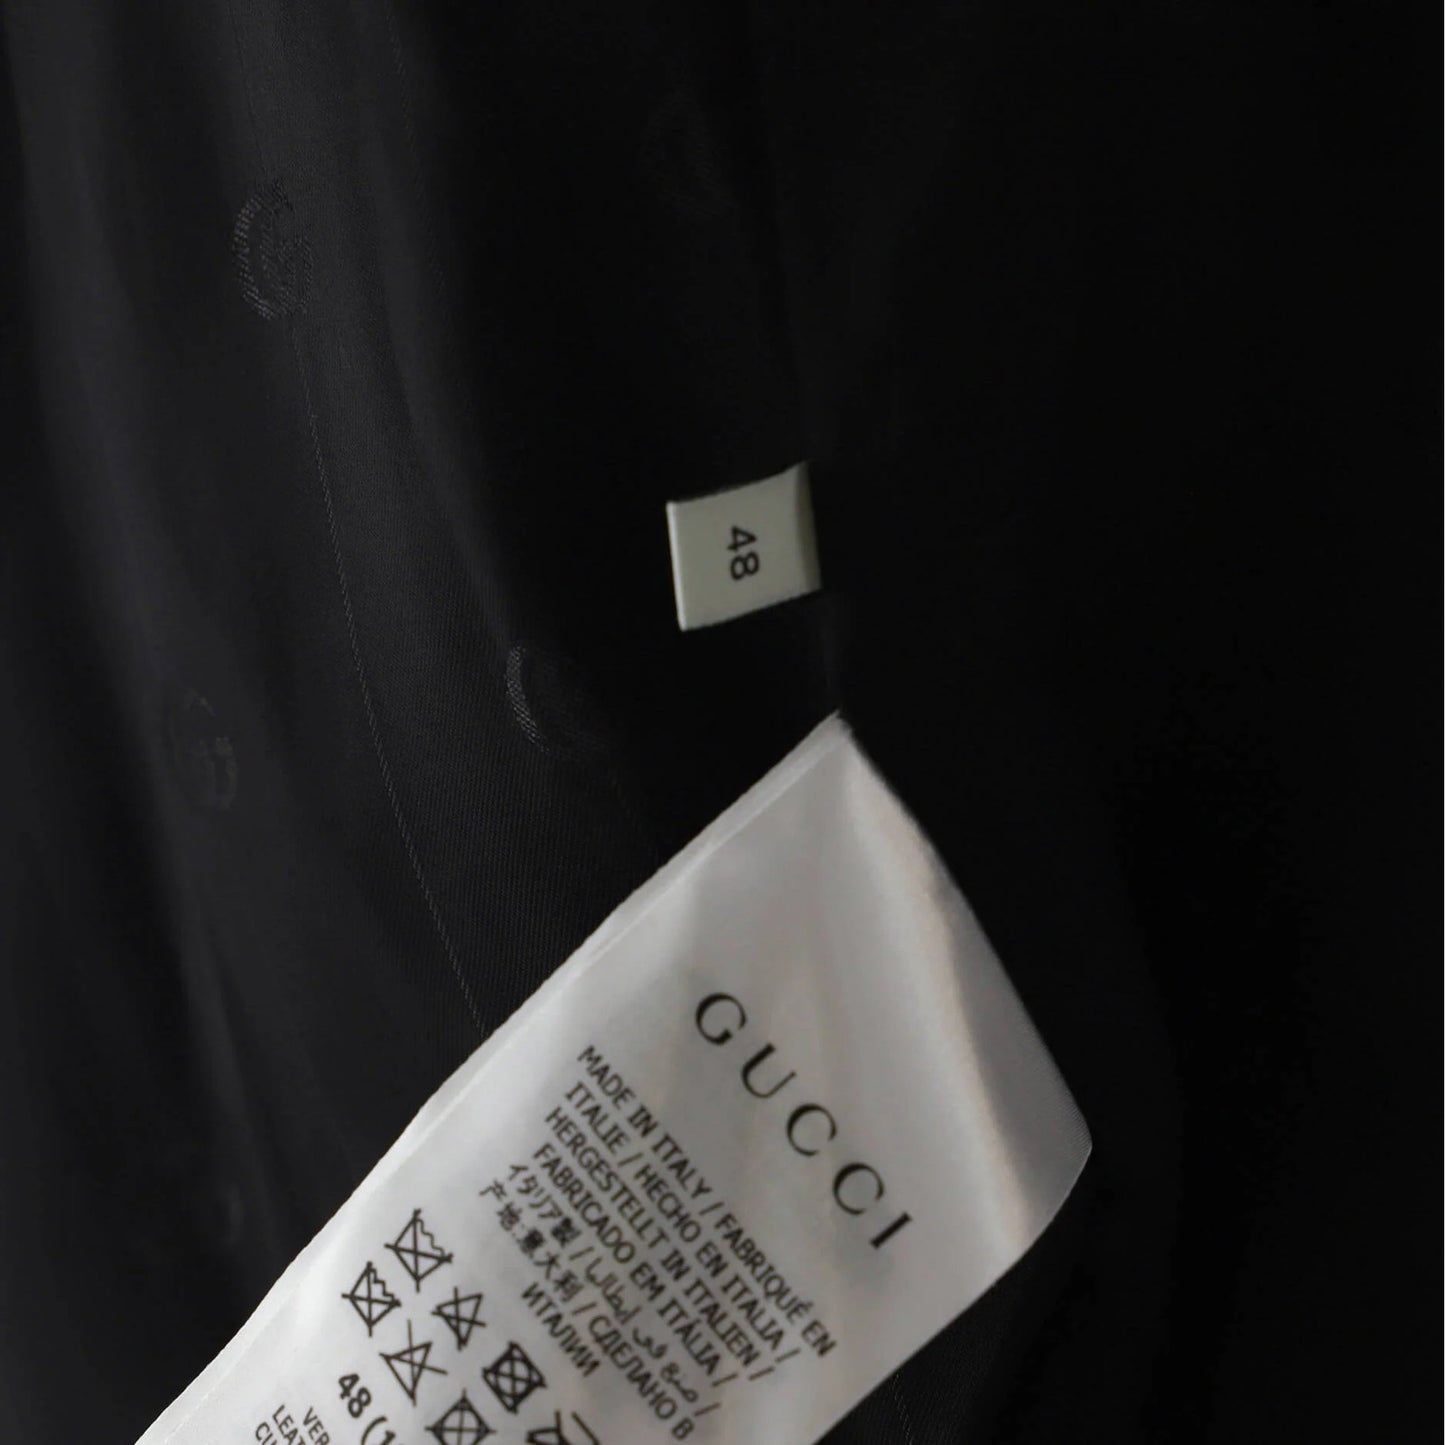 48
GUCCI
MADE IN ITALY / FABRIQUÉ EN
ITALIE / HECHO EN ITALIA /
HERGESTELLT IN ITALIEN /
FABRICADO EM ITÁLIA /
イタリア製 / صنع في إيطاليا /
产地:意大利 / СДЕЛАНО В
ИТАЛИИ
48